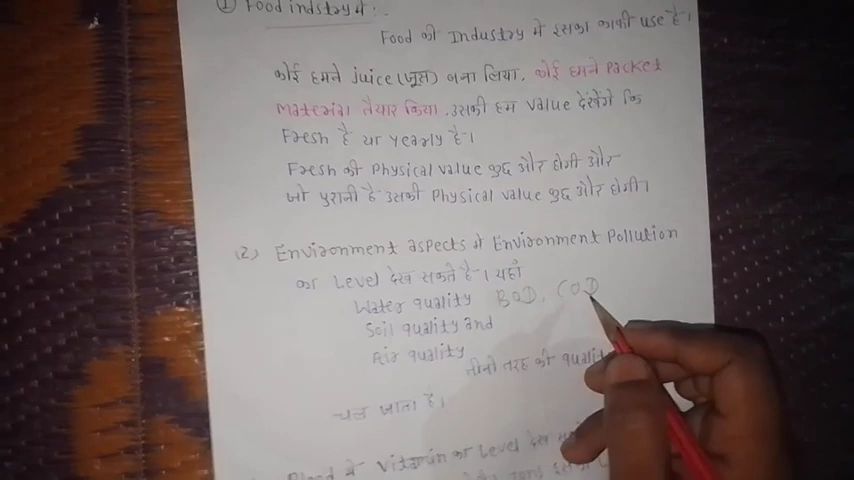 ① Food indstry में:-
Food की Industry में इसका काफी use है।
कोई हमने Juice (जूस) बना लिया. कोई हमने Packet
Material तैयार किया. उसकी हम value देखेंगे कि
Fresh है या yearly है।
Fresh की Physical value कुछ और होगी और
जो पुरानी है उसकी Physical value कुछ और होगी।
(2) Environment aspects में Environment Pollution
का Level देख सकते है। यहाँ
Water quality BOD, COD
Soil quality and
Air quality
तीनो तरह की quality
चल जाता है।
Blood में vitamin का Level देख